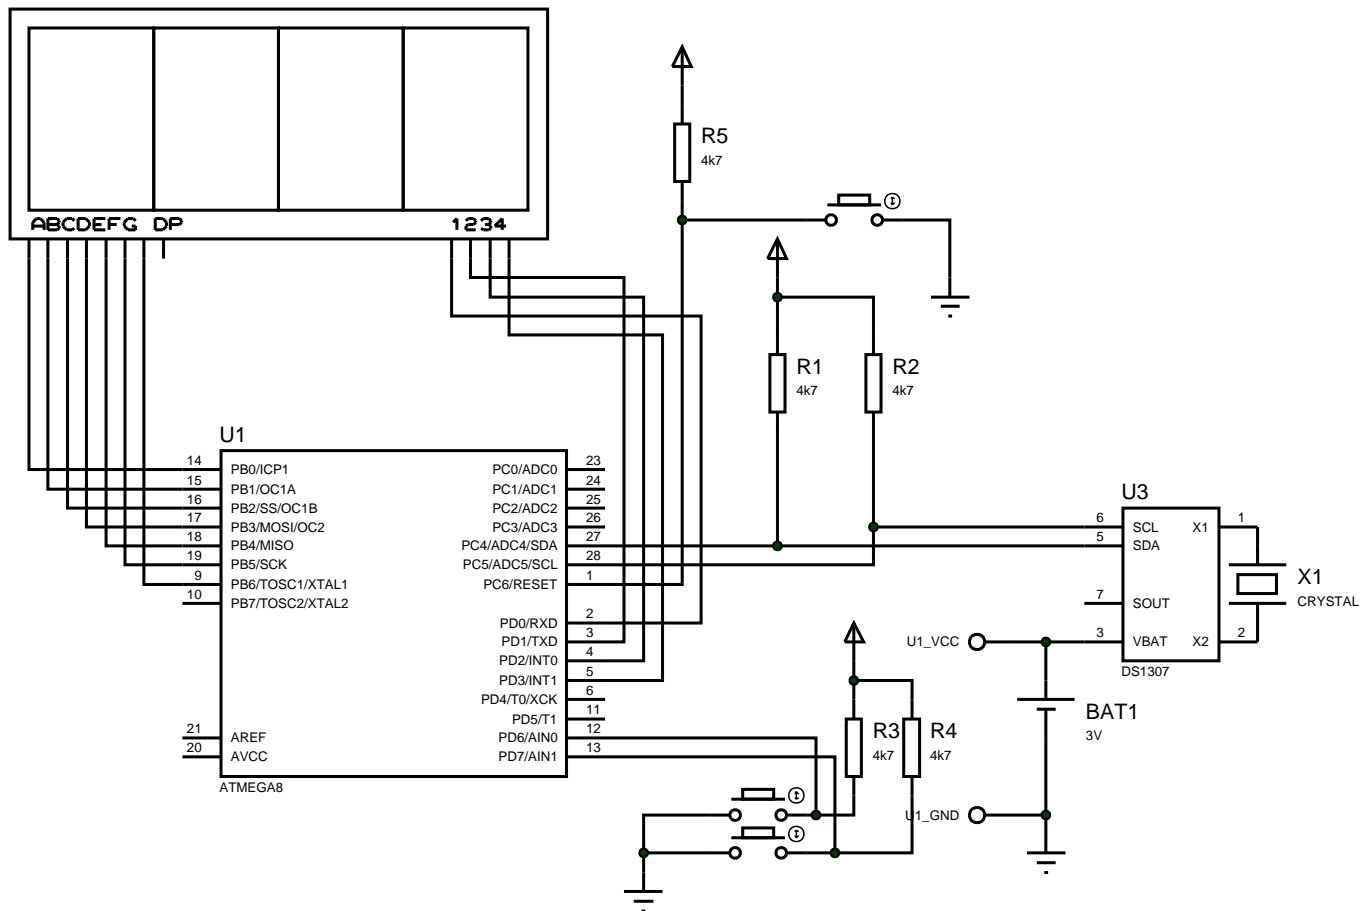 ABCDEFG DP
1234
R5
4k7
R1
4k7
R2
4k7
U1
14 PB0/ICP1
15 PB1/OC1A
16 PB2/SS/OC1B
17 PB3/MOSI/OC2
18 PB4/MISO
19 PB5/SCK
9 PB6/TOSC1/XTAL1
10 PB7/TOSC2/XTAL2
21 AREF
20 AVCC
PC0/ADC0 23
PC1/ADC1 24
PC2/ADC2 25
PC3/ADC3 26
PC4/ADC4/SDA 27
PC5/ADC5/SCL 28
PC6/RESET 1
PD0/RXD 2
PD1/TXD 3
PD2/INT0 4
PD3/INT1 5
PD4/T0/XCK 6
PD5/T1 11
PD6/AIN0 12
PD7/AIN1 13
ATMEGA8
U3
6 SCL X1 1
5 SDA
7 SOUT
3 VBAT X2 2
DS1307
X1
CRYSTAL
U1_VCC
BAT1
3V
U1_GND
R3
4k7
R4
4k7